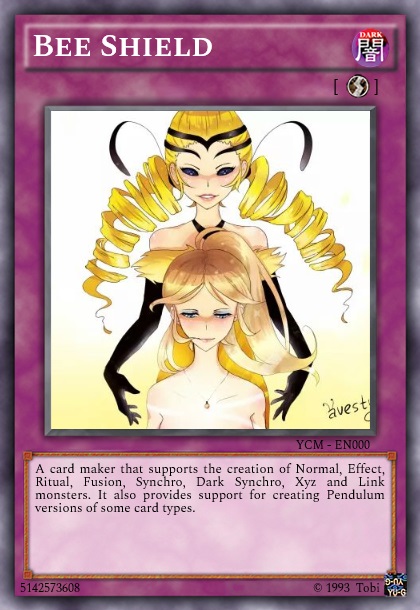 BEE SHIELD
DARK
闇
[ ]
YCM - EN000
A card maker that supports the creation of Normal, Effect,
Ritual, Fusion, Synchro, Dark Synchro, Xyz and Link
monsters. It also provides support for creating Pendulum
versions of some card types.
5142573608
© 1993 Tobi